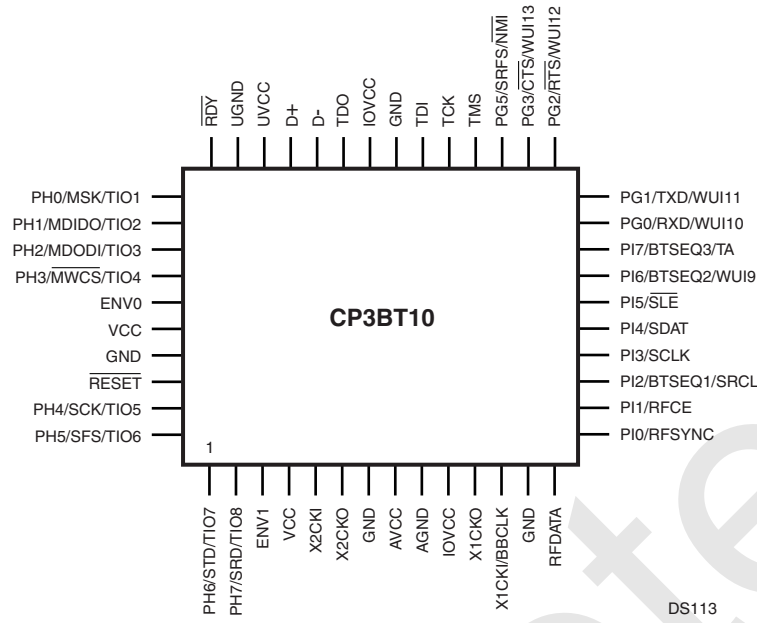 RDY
UGND
UVCC
D+
D-
TDO
IOVCC
GND
TDI
TCK
TMS
PG5/SRFS/NMI
PG3/CTS/WUI13
PG2/RTS/WUI12
PH0/MSK/TIO1
PH1/MDIDO/TIO2
PH2/MDODI/TIO3
PH3/MWCS/TIO4
ENV0
VCC
GND
RESET
PH4/SCK/TIO5
PH5/SFS/TIO6
CP3BT10
1
PG1/TXD/WUI11
PG0/RXD/WUI10
PI7/BTSEQ3/TA
PI6/BTSEQ2/WUI9
PI5/SLE
PI4/SDAT
PI3/SCLK
PI2/BTSEQ1/SRCL
PI1/RFCE
PI0/RFSYNC
PH6/STD/TIO7
PH7/SRD/TIO8
ENV1
VCC
X2CKI
X2CKO
GND
AVCC
AGND
IOVCC
X1CKO
X1CKI/BBCLK
GND
RFDATA
DS113